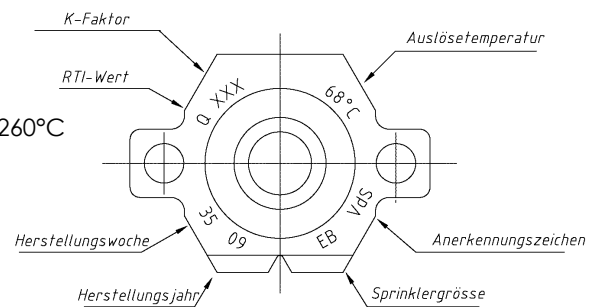 K-Faktor
Auslösetemperatur
RTI-Wert
260°C
Q XXX
68°C
35
09
EB
VdS
Herstellungswoche
Anerkennungszeichen
Herstellungsjahr
Sprinklergrösse